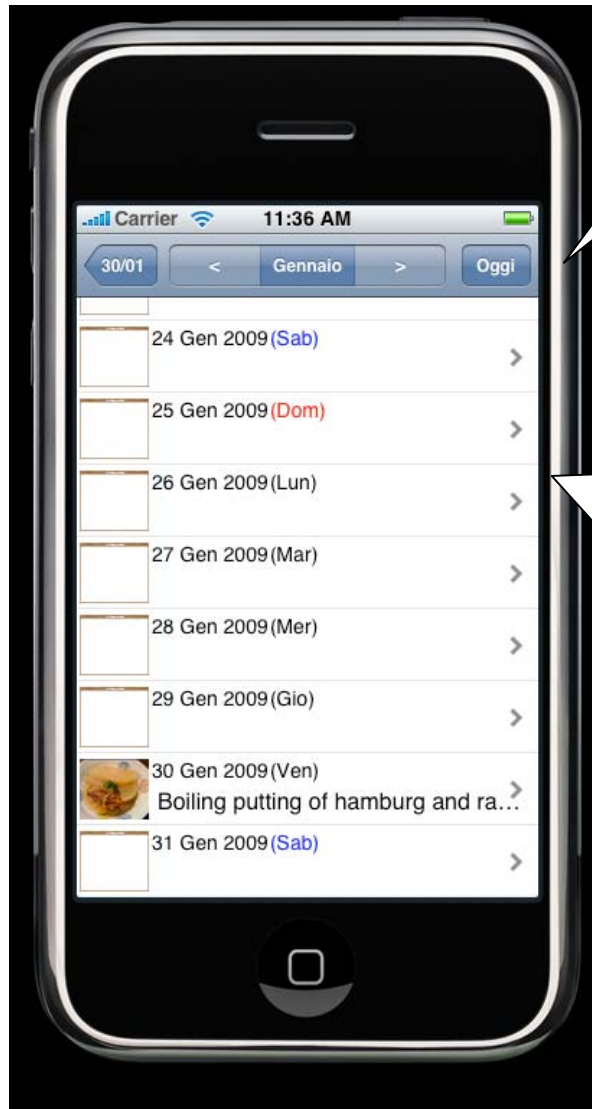 Carrier 11:36 AM
30/01 < Gennaio > Oggi
24 Gen 2009(Sab)
25 Gen 2009(Dom)
26 Gen 2009(Lun)
27 Gen 2009(Mar)
28 Gen 2009(Mer)
29 Gen 2009(Gio)
30 Gen 2009(Ven)
Boiling putting of hamburg and ra...
31 Gen 2009(Sab)